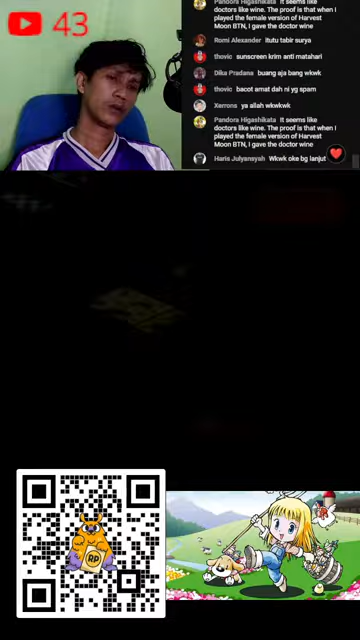 43
Pandora Higashikata It seems like
doctors like wine. The proof is that when I
played the female version of Harvest
Moon BTN, I gave the doctor wine
Romi Alexander Itutu tabir surya
thovic sunscreen krim anti matahari
Dika Pradana buang aja bang wkwk
thovic bacot amat dah ni yg spam
Xerrons ya allah wkwkwk
Pandora Higashikata It seems like
doctors like wine. The proof is that when I
played the female version of Harvest
Moon BTN, I gave the doctor wine
Haris Julyansyah Wkwk oke bg lanjut
RP